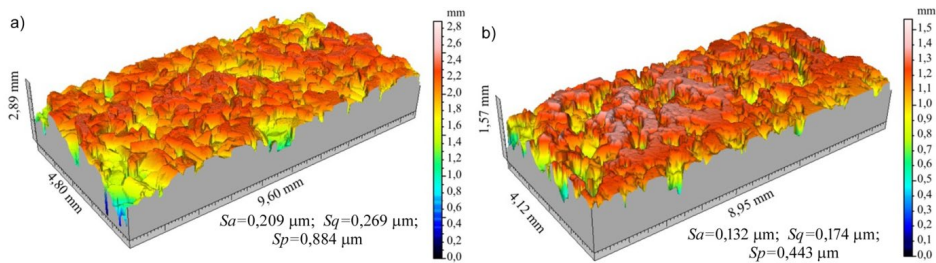 a)
2,89 mm
4,80 mm
9,60 mm
Sa=0,209 μm; Sq=0,269 μm;
Sp=0,884 μm
mm
2,8
2,6
2,4
2,2
2,0
1,8
1,6
1,4
1,2
1,0
0,8
0,6
0,4
0,2
0,0
b)
1,57 mm
4,12 mm
8,95 mm
Sa=0,132 μm; Sq=0,174 μm;
Sp=0,443 μm
mm
1,5
1,4
1,3
1,2
1,1
1,0
0,9
0,8
0,7
0,6
0,5
0,4
0,3
0,2
0,1
0,0